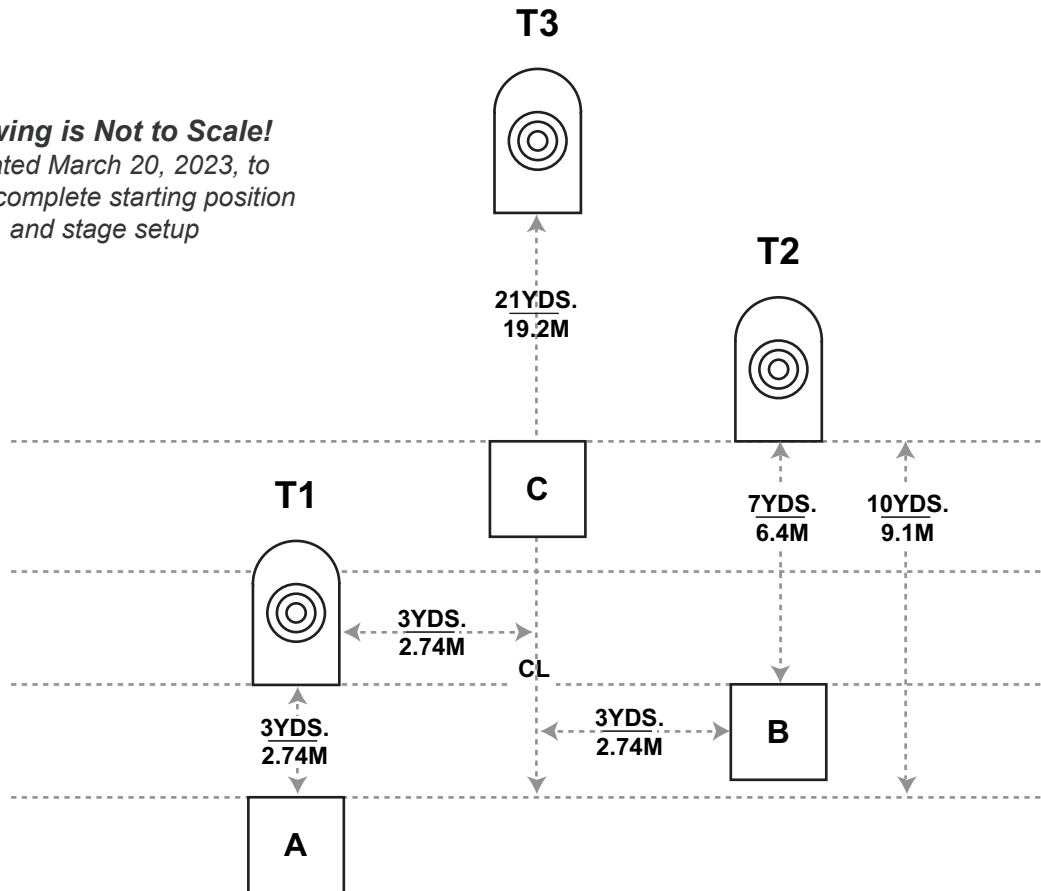 T3
wing is Not to Scale!
ated March 20, 2023, to
complete starting position
and stage setup
T2
21YDS.
19.2M
C
T1
7YDS.
6.4M
10YDS.
9.1M
3YDS.
2.74M
CL
3YDS.
2.74M
3YDS.
2.74M
B
A